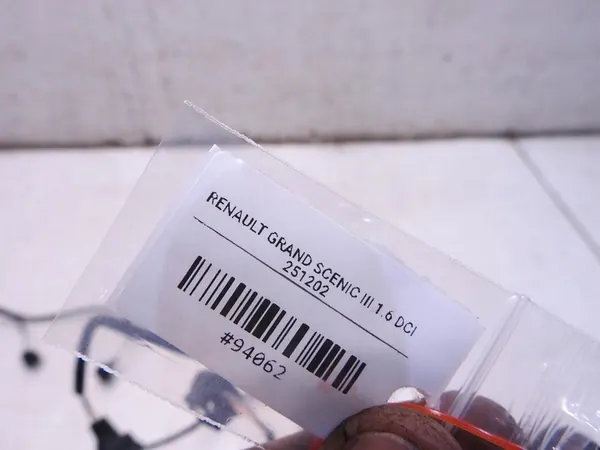 RENAULT GRAND SCENIC III 1.6 DCI
251202
#94062